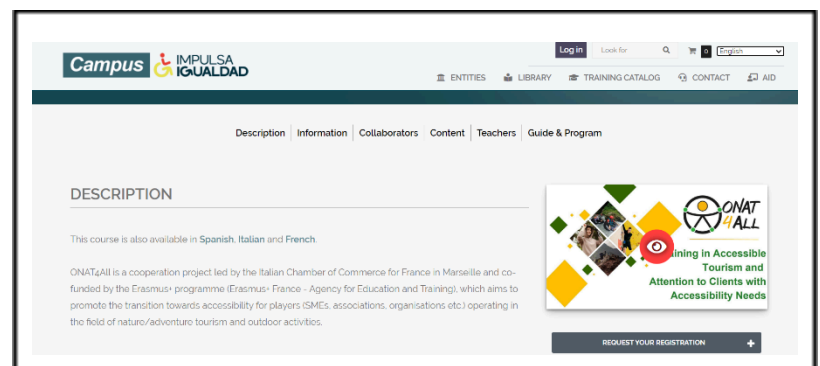 Log in Look for 0 English
Campus IMPULSA
IGUALDAD
ENTITIES LIBRARY TRAINING CATALOG CONTACT AID
Description Information Collaborators Content Teachers Guide & Program
DESCRIPTION
This course is also available in Spanish, Italian and French.
ONAT4All is a cooperation project led by the Italian Chamber of Commerce for France in Marseille and co-
funded by the Erasmus+ programme (Erasmus+ France - Agency for Education and Training), which aims to
promote the transition towards accessibility for players (SMEs, associations, organisations etc.) operating in
the field of nature/adventure tourism and outdoor activities.
ONAT
4ALL
ining in Accessible
Tourism and
Attention to Clients with
Accessibility Needs
REQUEST YOUR REGISTRATION +